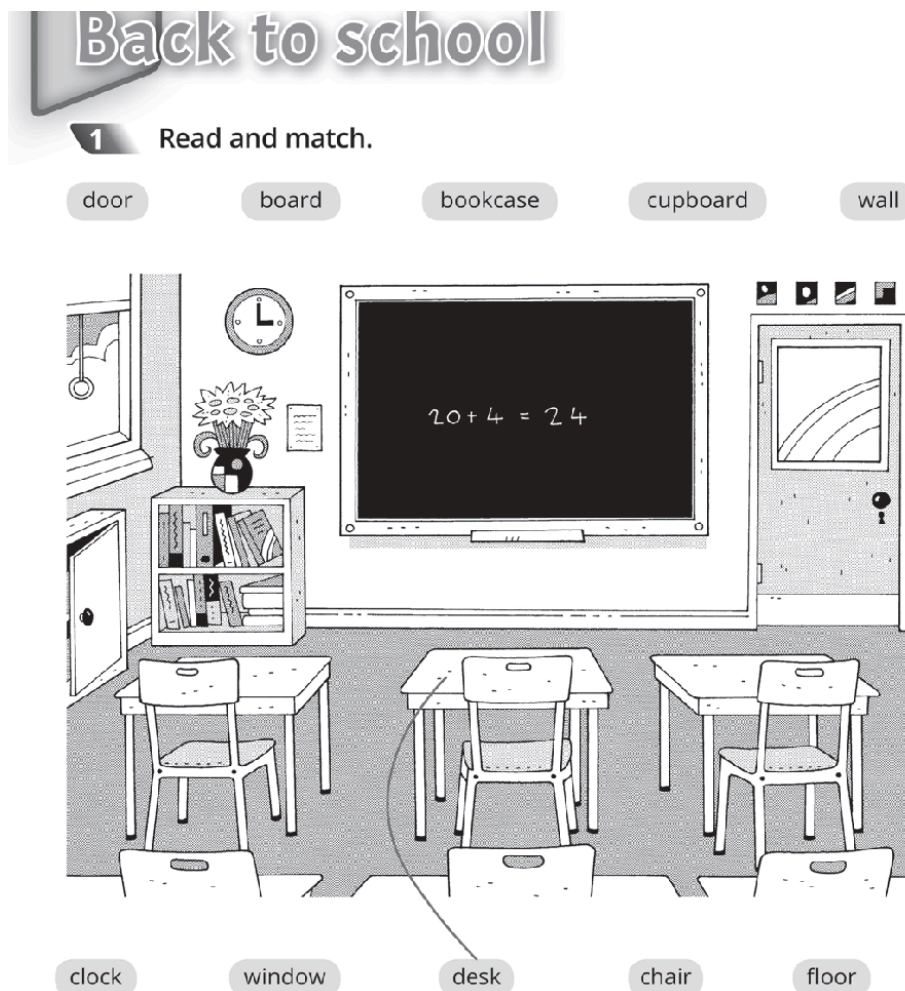 Back to school
1 Read and match.
door board bookcase cupboard wall
20 + 4 = 24
clock window desk chair floor